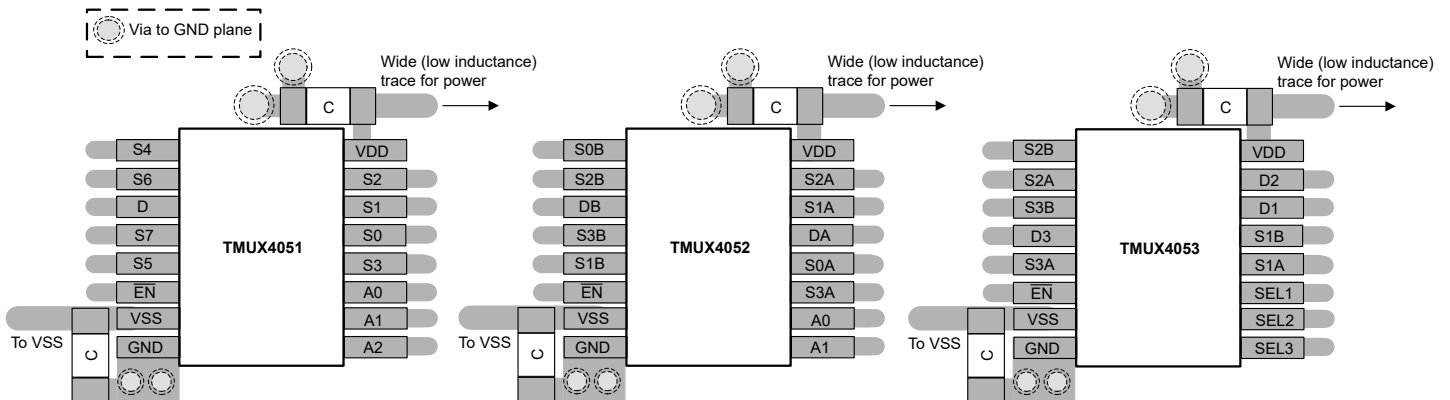 Via to GND plane
Wide (low inductance)
trace for power
C
S4
S6
D
S7
S5
EN
VSS
GND
TMUX4051
VDD
S2
S1
S0
S3
A0
A1
A2
To VSS
C
Wide (low inductance)
trace for power
C
S0B
S2B
DB
S3B
S1B
EN
VSS
GND
TMUX4052
VDD
S2A
S1A
DA
S0A
S3A
A0
A1
To VSS
C
Wide (low inductance)
trace for power
C
S2B
S2A
S3B
D3
S3A
EN
VSS
GND
TMUX4053
VDD
D2
D1
S1B
S1A
SEL1
SEL2
SEL3
To VSS
C